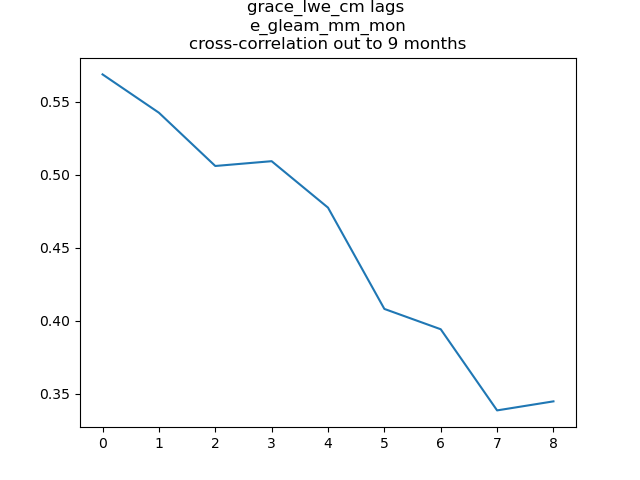 grace_lwe_cm lags
e_gleam_mm_mon
cross-correlation out to 9 months
0.55
0.50
0.45
0.40
0.35
0 1 2 3 4 5 6 7 8